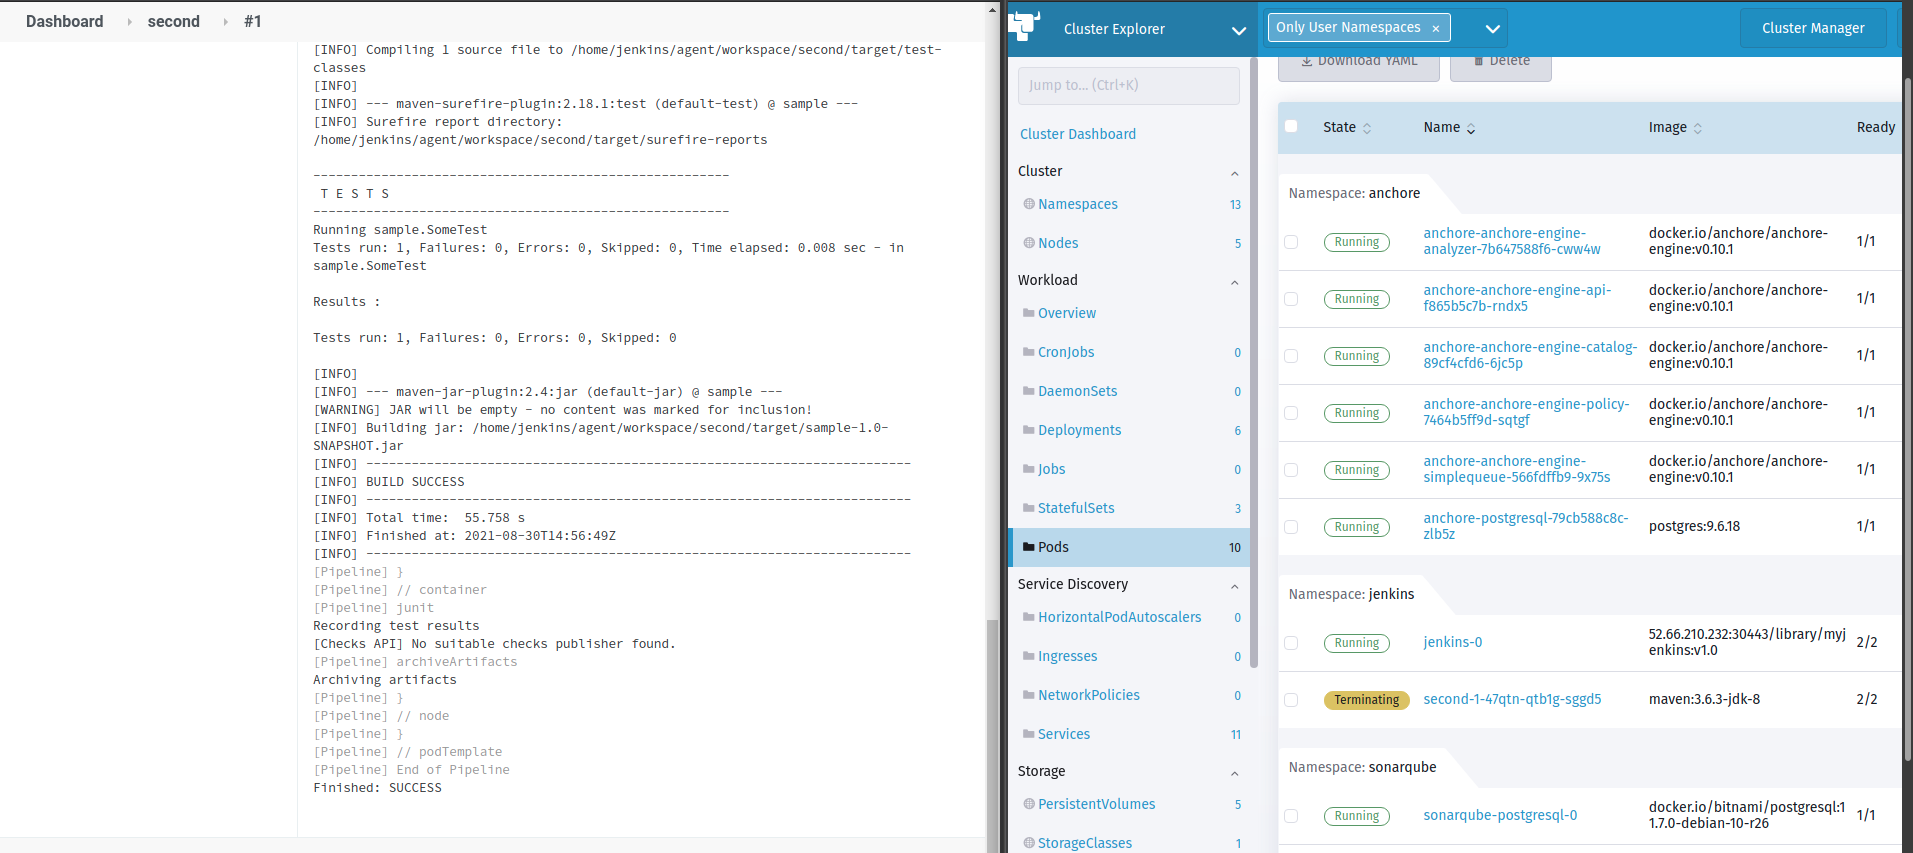 Dashboard
second
#1
[INFO] Compiling 1 source file to /home/jenkins/agent/workspace/second/target/test-
classes
[INFO]
[INFO] --- maven-surefire-plugin:2.18.1:test (default-test) @ sample ---
[INFO] Surefire report directory:
/home/jenkins/agent/workspace/second/target/surefire-reports
-------------------------------------------------------
T E S T S
-------------------------------------------------------
Running sample.SomeTest
Tests run: 1, Failures: 0, Errors: 0, Skipped: 0, Time elapsed: 0.008 sec - in
sample.SomeTest
Results :
Tests run: 1, Failures: 0, Errors: 0, Skipped: 0
[INFO]
[INFO] --- maven-jar-plugin:2.4:jar (default-jar) @ sample ---
[WARNING] JAR will be empty - no content was marked for inclusion!
[INFO] Building jar: /home/jenkins/agent/workspace/second/target/sample-1.0-
SNAPSHOT.jar
[INFO] ------------------------------------------------------------------------
[INFO] BUILD SUCCESS
[INFO] ------------------------------------------------------------------------
[INFO] Total time:  55.758 s
[INFO] Finished at: 2021-08-30T14:56:49Z
[INFO] ------------------------------------------------------------------------
[Pipeline] }
[Pipeline] // container
[Pipeline] junit
Recording test results
[Checks API] No suitable checks publisher found.
[Pipeline] archiveArtifacts
Archiving artifacts
[Pipeline] }
[Pipeline] // node
[Pipeline] }
[Pipeline] // podTemplate
[Pipeline] End of Pipeline
Finished: SUCCESS
Cluster Explorer
Only User Namespaces ×
Cluster Manager
Jump to... (Ctrl+K)
Cluster Dashboard
Cluster
Namespaces 13
Nodes 5
Workload
Overview
CronJobs 0
DaemonSets 0
Deployments 6
Jobs 0
StatefulSets 3
Pods 10
Service Discovery
HorizontalPodAutoscalers 0
Ingresses 0
NetworkPolicies 0
Services 11
Storage
PersistentVolumes 5
StorageClasses 1
Download YAML
Delete
State Name Image Ready
Namespace: anchore
Running anchore-anchore-engine- docker.io/anchore/anchore- 1/1
analyzer-7b647588f6-cww4w engine:v0.10.1
Running anchore-anchore-engine-api- docker.io/anchore/anchore- 1/1
f865b5c7b-rndx5 engine:v0.10.1
Running anchore-anchore-engine-catalog- docker.io/anchore/anchore- 1/1
89cf4cfd6-6jc5p engine:v0.10.1
Running anchore-anchore-engine-policy- docker.io/anchore/anchore- 1/1
7464b5ff9d-sqtgf engine:v0.10.1
Running anchore-anchore-engine- docker.io/anchore/anchore- 1/1
simplequeue-566fdffb9-9x75s engine:v0.10.1
Running anchore-postgresql-79cb588c8c- postgres:9.6.18 1/1
zlb5z
Namespace: jenkins
Running jenkins-0 52.66.210.232:30443/library/myj 2/2
enkins:v1.0
Terminating second-1-47qtn-qtb1g-sggd5 maven:3.6.3-jdk-8 2/2
Namespace: sonarqube
Running sonarqube-postgresql-0 docker.io/bitnami/postgresql:1 1/1
1.7.0-debian-10-r26